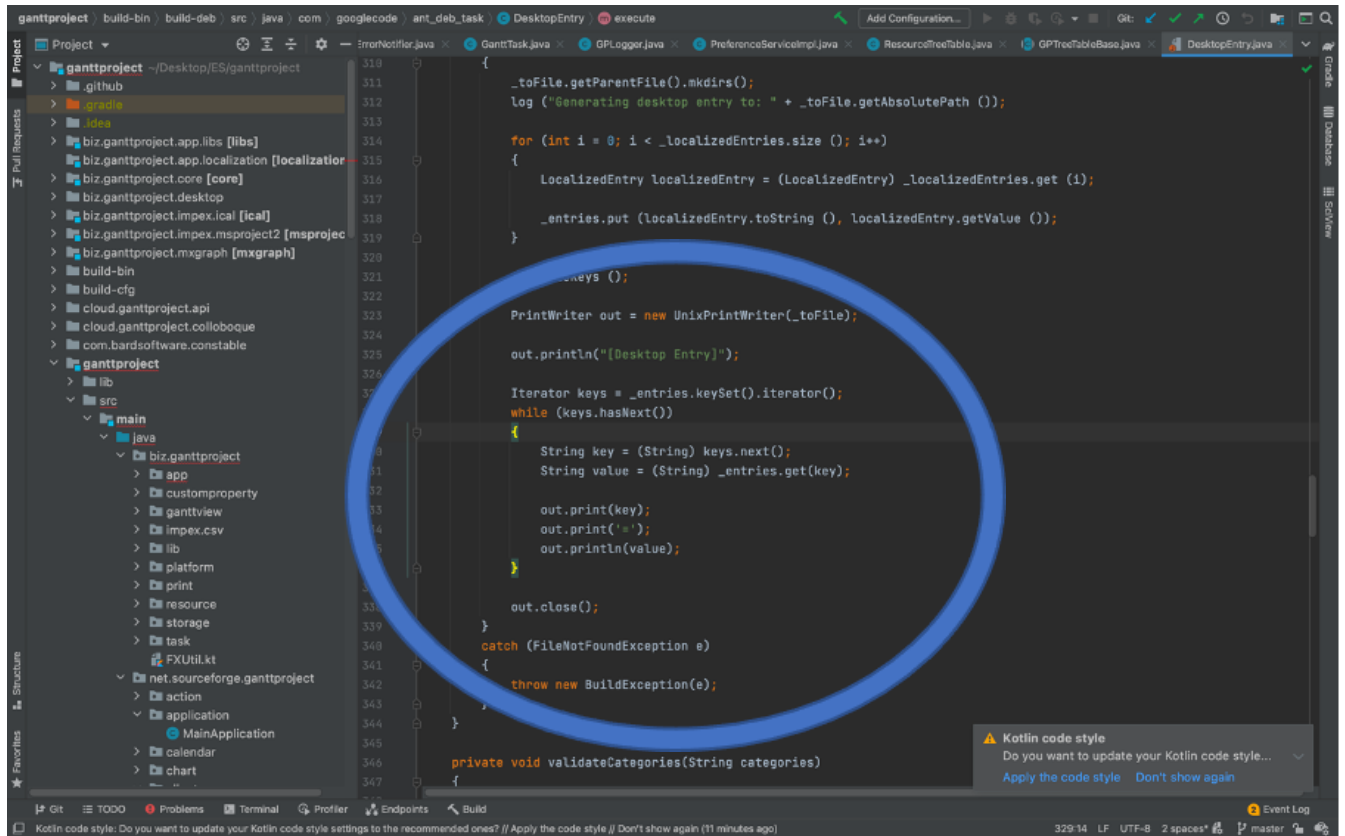 ganttproject › build-bin › build-deb › src › java › com › googlecode › ant_deb_task › DesktopEntry › execute
Add Configuration...
Git:
Project
ErrorNotifier.java
GanttTask.java
GPLogger.java
PreferenceServiceImpl.java
ResourceTreeTable.java
GPTreeTableBase.java
DesktopEntry.java
Project
Pull Requests
Structure
Favorites
ganttproject ~/Desktop/ES/ganttproject
.github
.gradle
.idea
biz.ganttproject.app.libs [libs]
biz.ganttproject.app.localization [localization
biz.ganttproject.core [core]
biz.ganttproject.desktop
biz.ganttproject.impex.ical [ical]
biz.ganttproject.impex.msproject2 [msprojec
biz.ganttproject.mxgraph [mxgraph]
build-bin
build-cfg
cloud.ganttproject.api
cloud.ganttproject.colloboque
com.bardsoftware.constable
ganttproject
lib
src
main
java
biz.ganttproject
app
customproperty
ganttview
impex.csv
lib
platform
print
resource
storage
task
FXUtil.kt
net.sourceforge.ganttproject
action
application
MainApplication
calendar
chart
310 {
311 _toFile.getParentFile().mkdirs();
312 log ("Generating desktop entry to: " + _toFile.getAbsolutePath ());
313
314 for (int i = 0; i < _localizedEntries.size (); i++)
315 {
316 LocalizedEntry localizedEntry = (LocalizedEntry) _localizedEntries.get (i);
317
318 _entries.put (localizedEntry.toString (), localizedEntry.getValue ());
319 }
320
321 keys ();
322
323 PrintWriter out = new UnixPrintWriter(_toFile);
324
325 out.println("[Desktop Entry]");
326
Iterator keys = _entries.keySet().iterator();
while (keys.hasNext())
{
String key = (String) keys.next();
String value = (String) _entries.get(key);
out.print(key);
out.print('=');
out.println(value);
}
out.close();
339 }
340 catch (FileNotFoundException e)
341 {
342 throw new BuildException(e);
343 }
344 }
345
346 private void validateCategories(String categories)
347 {
Gradle
Database
SciView
Kotlin code style
Do you want to update your Kotlin code style...
Apply the code style Don't show again
Git
TODO
Problems
Terminal
Profiler
Endpoints
Build
2 Event Log
Kotlin code style: Do you want to update your Kotlin code style settings to the recommended ones? // Apply the code style // Don't show again (11 minutes ago)
329:14 LF UTF-8 2 spaces* master